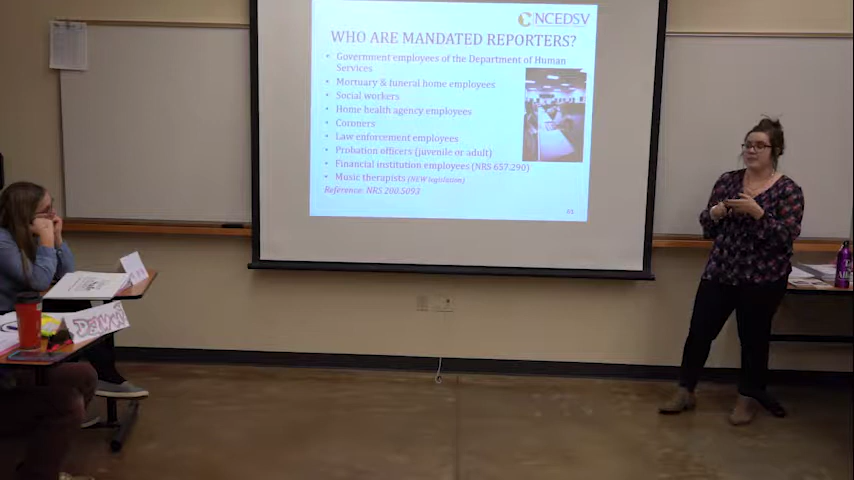 NCEDSV
WHO ARE MANDATED REPORTERS?
• Government employees of the Department of Human
Services
• Mortuary & funeral home employees
• Social workers
• Home health agency employees
• Coroners
• Law enforcement employees
• Probation officers (juvenile or adult)
• Financial institution employees (NRS 657.290)
• Music therapists (NEW legislation)
Reference: NRS 200.5093